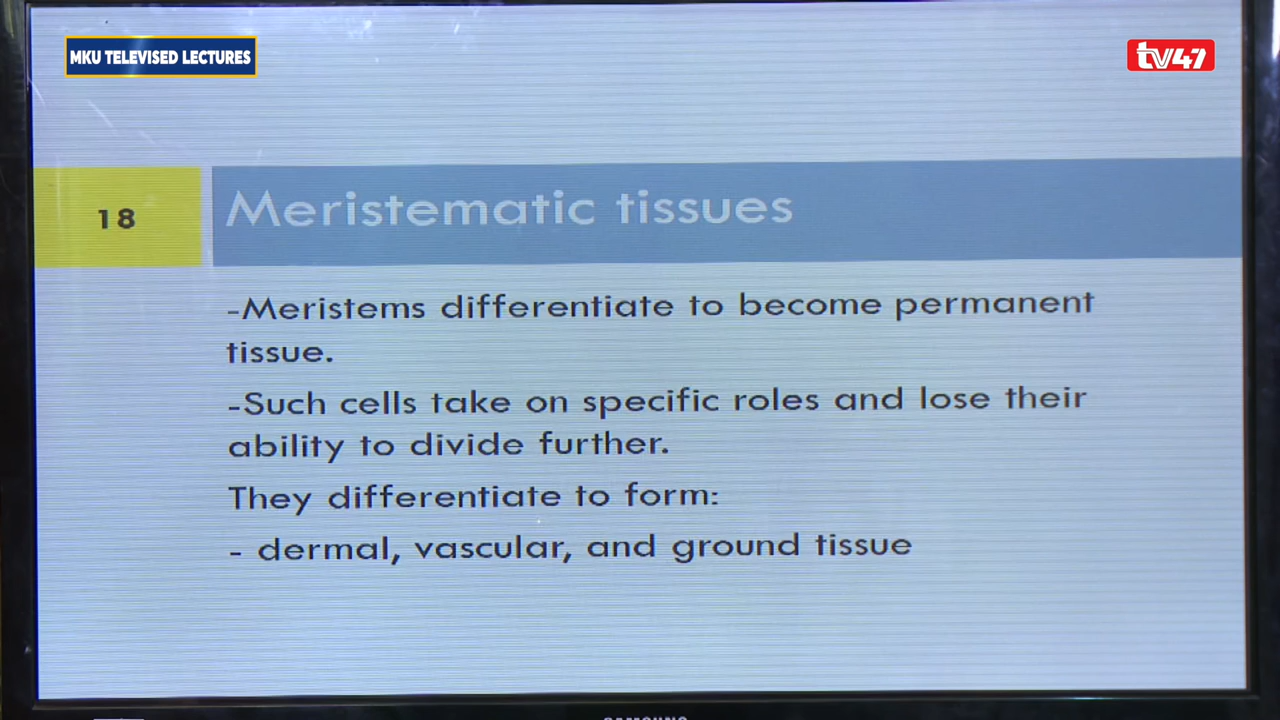 MKU TELEVISED LECTURES
tv47
18
Meristematic tissues
-Meristems differentiate to become permanent
tissue.
-Such cells take on specific roles and lose their
ability to divide further.
They differentiate to form:
- dermal, vascular, and ground tissue
SAMSUNG